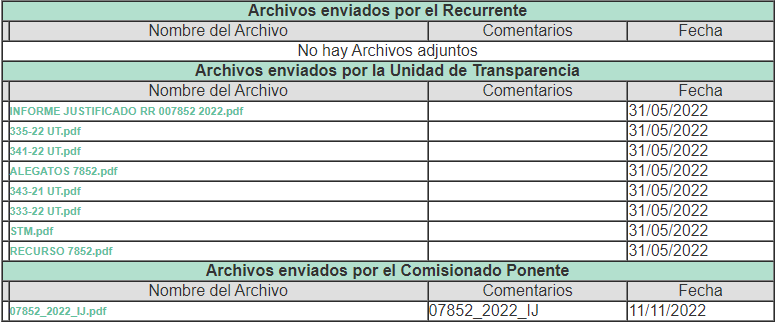 Archivos enviados por el Recurrente
Nombre del Archivo Comentarios Fecha
No hay Archivos adjuntos
Archivos enviados por la Unidad de Transparencia
Nombre del Archivo Comentarios Fecha
INFORME JUSTIFICADO RR 007852 2022.pdf 31/05/2022
335-22 UT.pdf 31/05/2022
341-22 UT.pdf 31/05/2022
ALEGATOS 7852.pdf 31/05/2022
343-21 UT.pdf 31/05/2022
333-22 UT.pdf 31/05/2022
STM.pdf 31/05/2022
RECURSO 7852.pdf 31/05/2022
Archivos enviados por el Comisionado Ponente
Nombre del Archivo Comentarios Fecha
07852_2022_IJ.pdf 07852_2022_IJ 11/11/2022